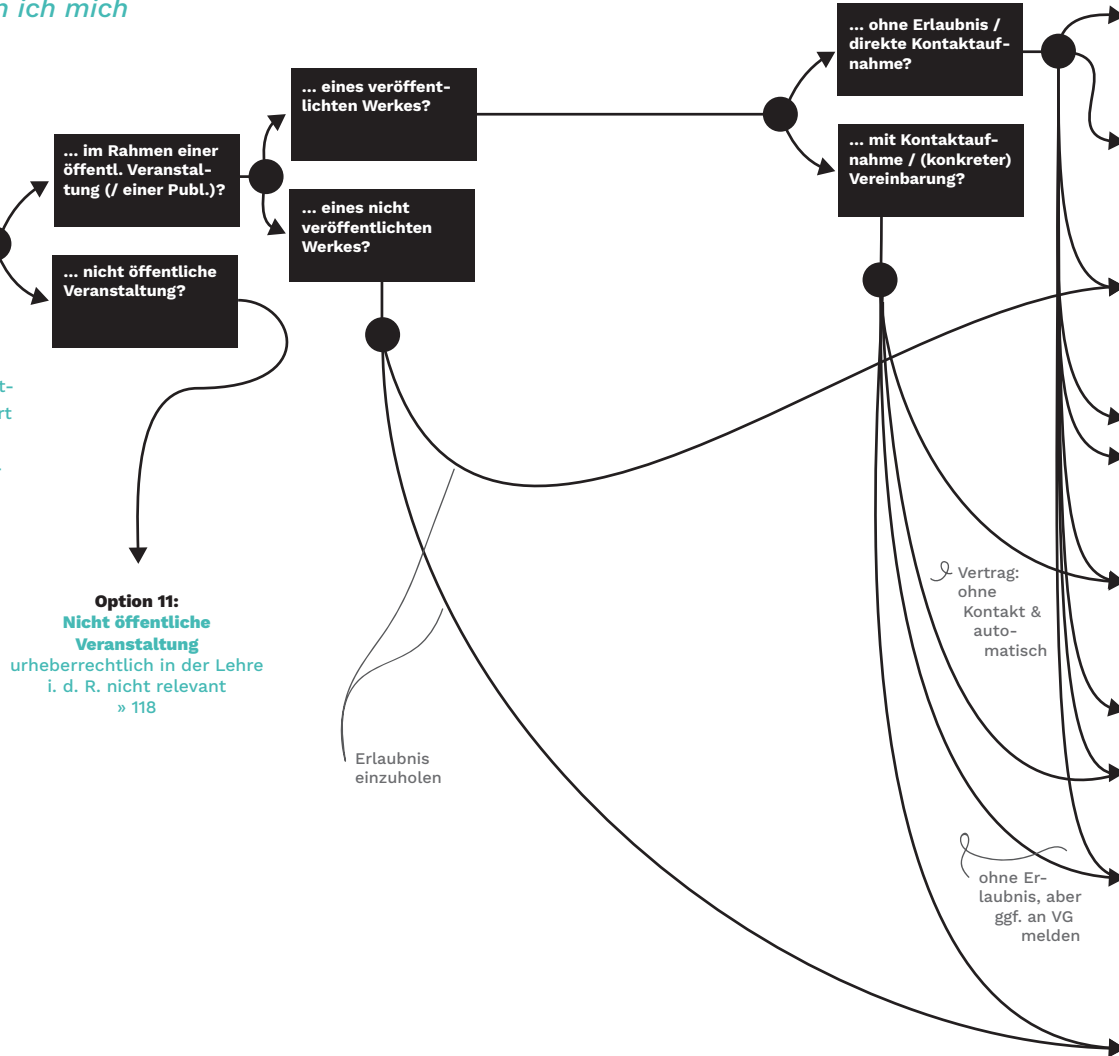 ich mich
... ohne Erlaubnis /
direkte Kontaktauf-
nahme?
... eines veröffent-
lichten Werkes?
... mit Kontaktauf-
nahme / (konkreter)
Vereinbarung?
... im Rahmen einer
öffentl. Veranstal-
tung (/ einer Publ.)?
... eines nicht
veröffentlichten
Werkes?
... nicht öffentliche
Veranstaltung?
Option 11:
Nicht öffentliche
Veranstaltung
urheberrechtlich in der Lehre
i. d. R. nicht relevant
» 118
Vertrag:
ohne
Kontakt &
auto-
matisch
Erlaubnis
einzuholen
ohne Er-
laubnis, aber
ggf. an VG
melden